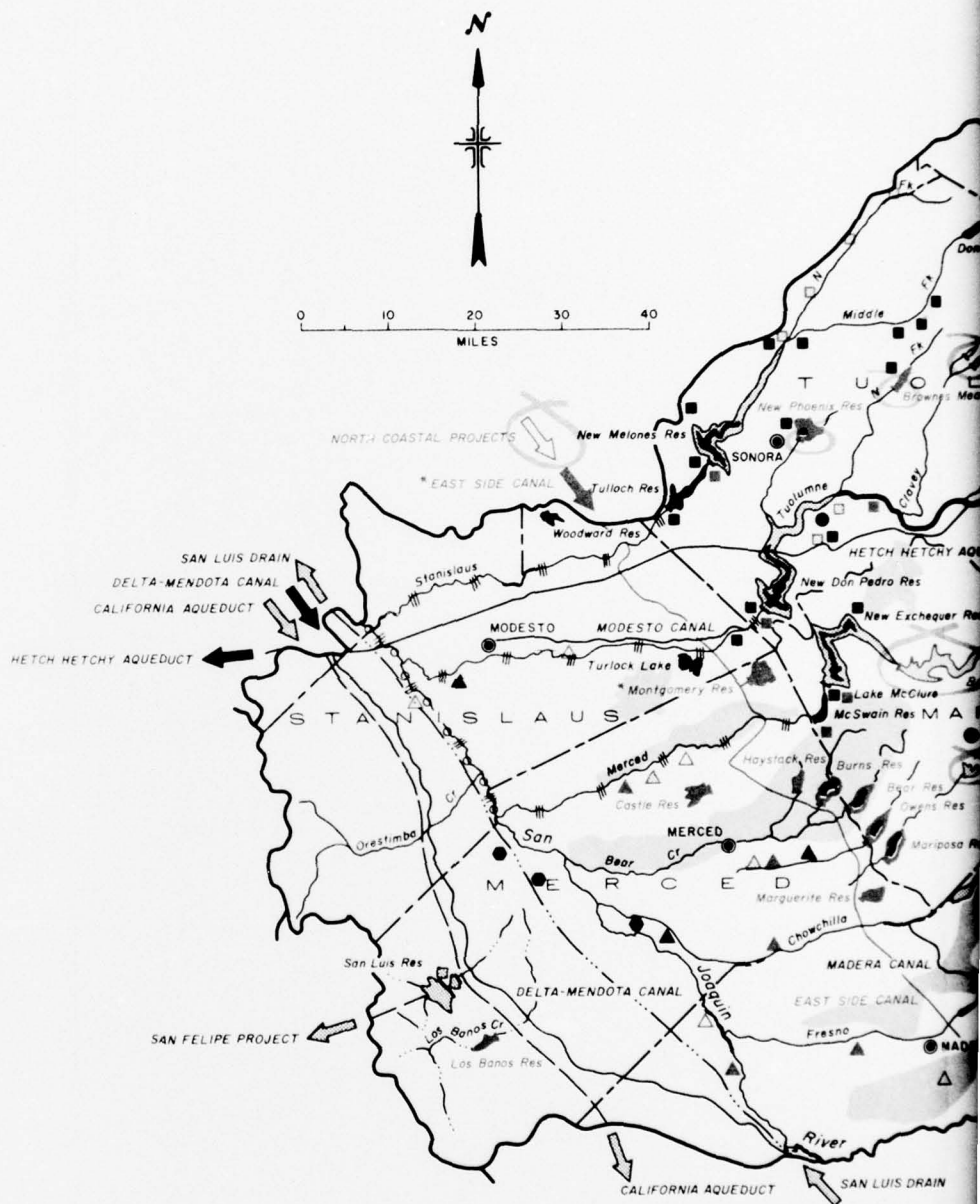 N
0 10 20 30 40
MILES
Fk
N
Fk
Middle
Fk
N
T U O
New Phoenix Res
NORTH COASTAL PROJECTS
New Melones Res
SONORA
* EAST SIDE CANAL
Tulloch Res
Tuolumne
Clavey
Woodward Res
SAN LUIS DRAIN
Stanislaus
DELTA-MENDOTA CANAL
CALIFORNIA AQUEDUCT
New Don Pedro Res
New Exchequer
MODESTO
MODESTO CANAL
HETCH HETCHY AQUEDUCT
Turlock Lake
* Montgomery Res
Lake McClure
STANISLAUS
McSwain Res
MA
Merced
Haystack Res
Burns Res
Castle Res
Bear Res
Owens Res
Orestimba Cr
San
MERCED
Mariposa
Bear Cr
MERCED
Marguerite Res
Chowchilla
San Luis Res
DELTA-MENDOTA CANAL
Joaquin
MADERA CANAL
EAST SIDE CANAL
SAN FELIPE PROJECT
Los Banos Cr
Fresno
Los Banos Res
River
CALIFORNIA AQUEDUCT
SAN LUIS DRAIN